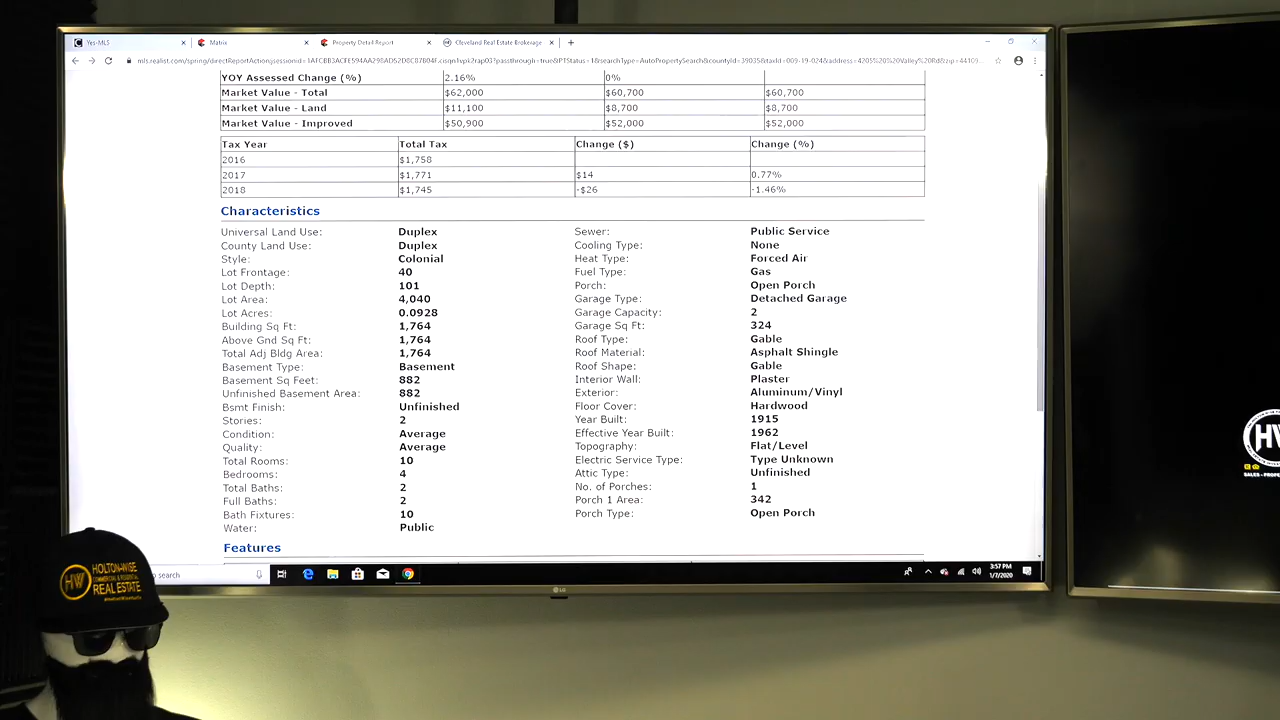 Yes-MLS
Matrix
Property Detail Report
Cleveland Real Estate Brokerage
YOY Assessed Change (%) 2.16% 0%
Market Value - Total $62,000 $60,700 $60,700
Market Value - Land $11,100 $8,700 $8,700
Market Value - Improved $50,900 $52,000 $52,000
Tax Year Total Tax Change ($) Change (%)
2016 $1,758
2017 $1,771 $14 0.77%
2018 $1,745 -$26 -1.46%
Characteristics
Universal Land Use: Duplex Sewer: Public Service
County Land Use: Duplex Cooling Type: None
Style: Colonial Heat Type: Forced Air
Lot Frontage: 40 Fuel Type: Gas
Lot Depth: 101 Porch: Open Porch
Lot Area: 4,040 Garage Type: Detached Garage
Lot Acres: 0.0928 Garage Capacity: 2
Building Sq Ft: 1,764 Garage Sq Ft: 324
Above Gnd Sq Ft: 1,764 Roof Type: Gable
Total Adj Bldg Area: 1,764 Roof Material: Asphalt Shingle
Basement Type: Basement Roof Shape: Gable
Basement Sq Feet: 882 Interior Wall: Plaster
Unfinished Basement Area: 882 Exterior: Aluminum/Vinyl
Bsmt Finish: Unfinished Floor Cover: Hardwood
Stories: 2 Year Built: 1915
Condition: Average Effective Year Built: 1962
Quality: Average Topography: Flat/Level
Total Rooms: 10 Electric Service Type: Type Unknown
Bedrooms: 4 Attic Type: Unfinished
Total Baths: 2 No. of Porches: 1
Full Baths: 2 Porch 1 Area: 342
Bath Fixtures: 10 Porch Type: Open Porch
Water: Public
Features
search
3:57 PM
1/7/2020
LG
HW
SALES - PROPE
HW
HOLTON-WISE
COMMERCIAL & RESIDENTIAL
REAL ESTATE